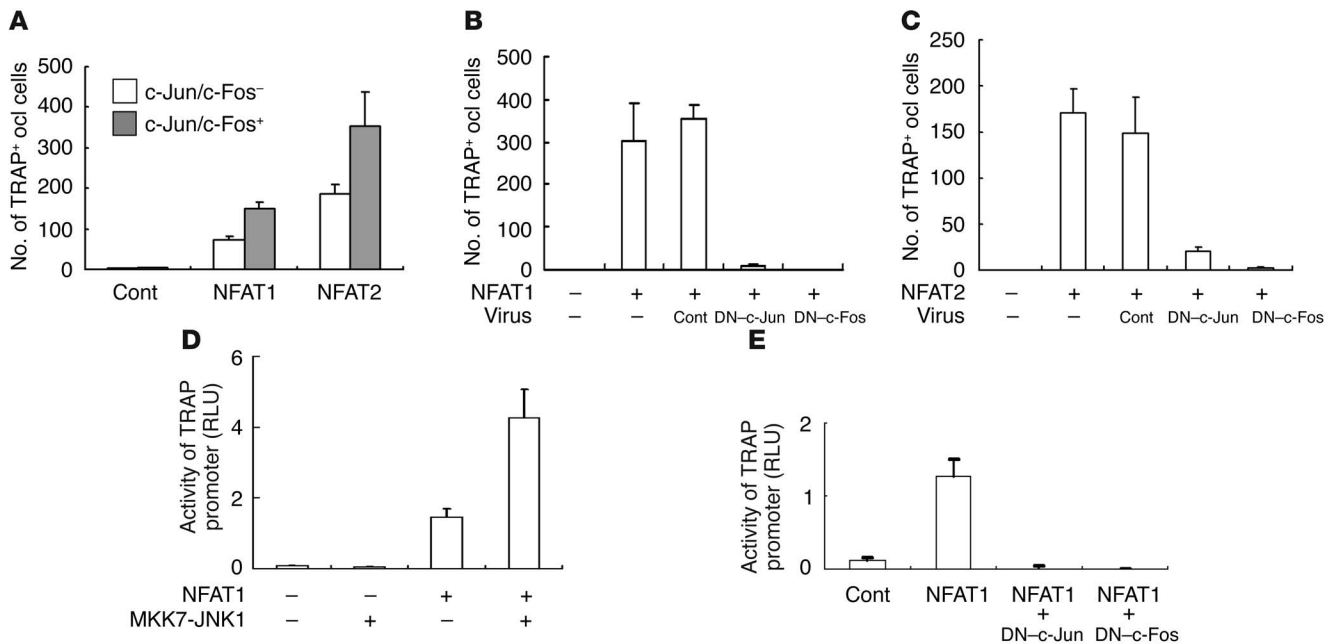 A
No. of TRAP⁺ ocl cells
500
400
300
200
100
0
c-Jun/c-Fos⁻
c-Jun/c-Fos⁺
Cont NFAT1 NFAT2
B
No. of TRAP⁺ ocl cells
500
400
300
200
100
0
NFAT1 – + + + +
Virus – – Cont DN–c-Jun DN–c-Fos
C
No. of TRAP⁺ ocl cells
250
200
150
100
50
0
NFAT2 – + + + +
Virus – – Cont DN–c-Jun DN–c-Fos
D
Activity of TRAP
promoter (RLU)
6
4
2
0
NFAT1 – – + +
MKK7-JNK1 – + – +
E
Activity of TRAP
promoter (RLU)
2
1
0
Cont NFAT1 NFAT1 NFAT1
+ +
DN–c-Jun DN–c-Fos